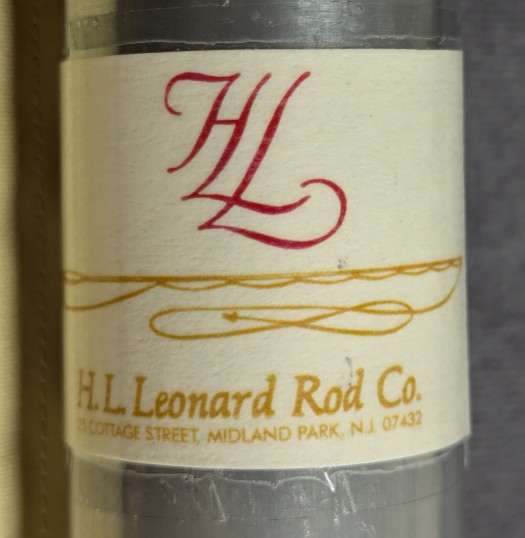 HL
H.L. Leonard Rod Co.
25 COTTAGE STREET, MIDLAND PARK, N.J. 07432